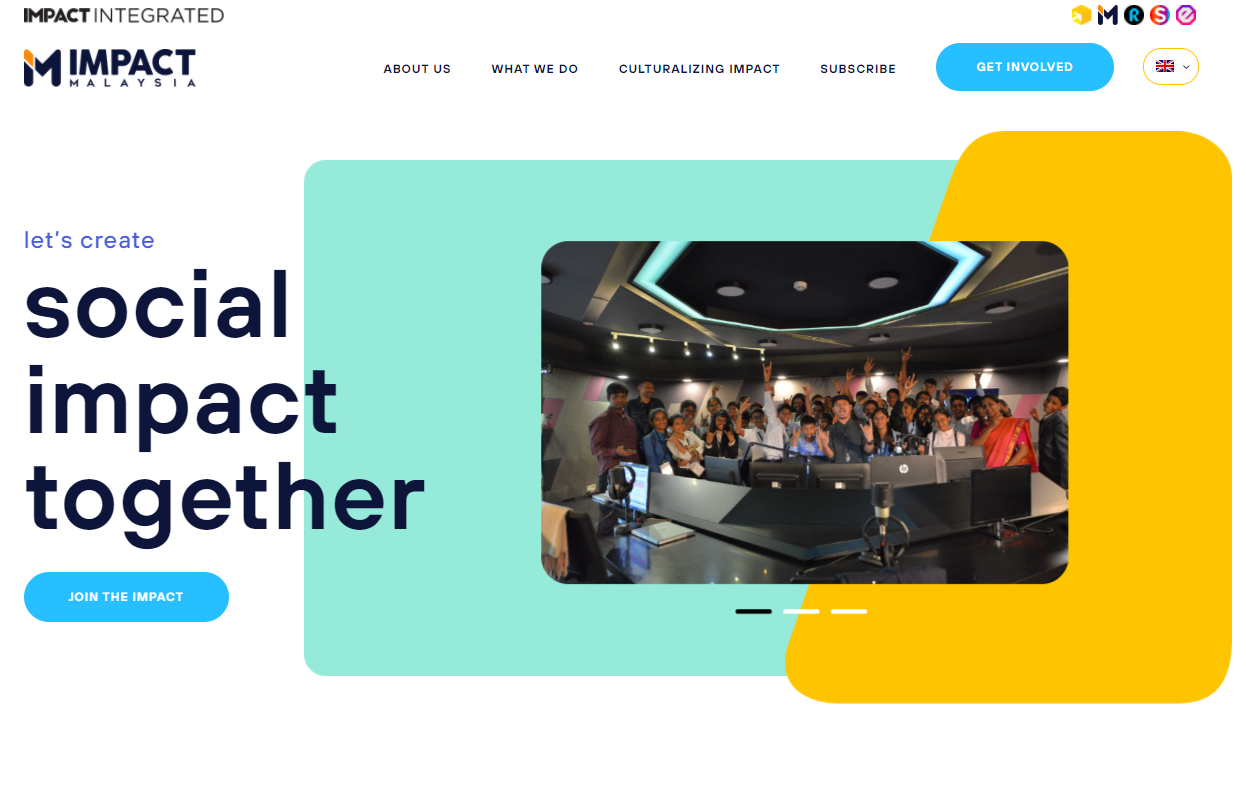 IMPACT INTEGRATED
IMPACT
MALAYSIA
ABOUT US
WHAT WE DO
CULTURALIZING IMPACT
SUBSCRIBE
GET INVOLVED
let's create
social
impact
together
JOIN THE IMPACT
hp